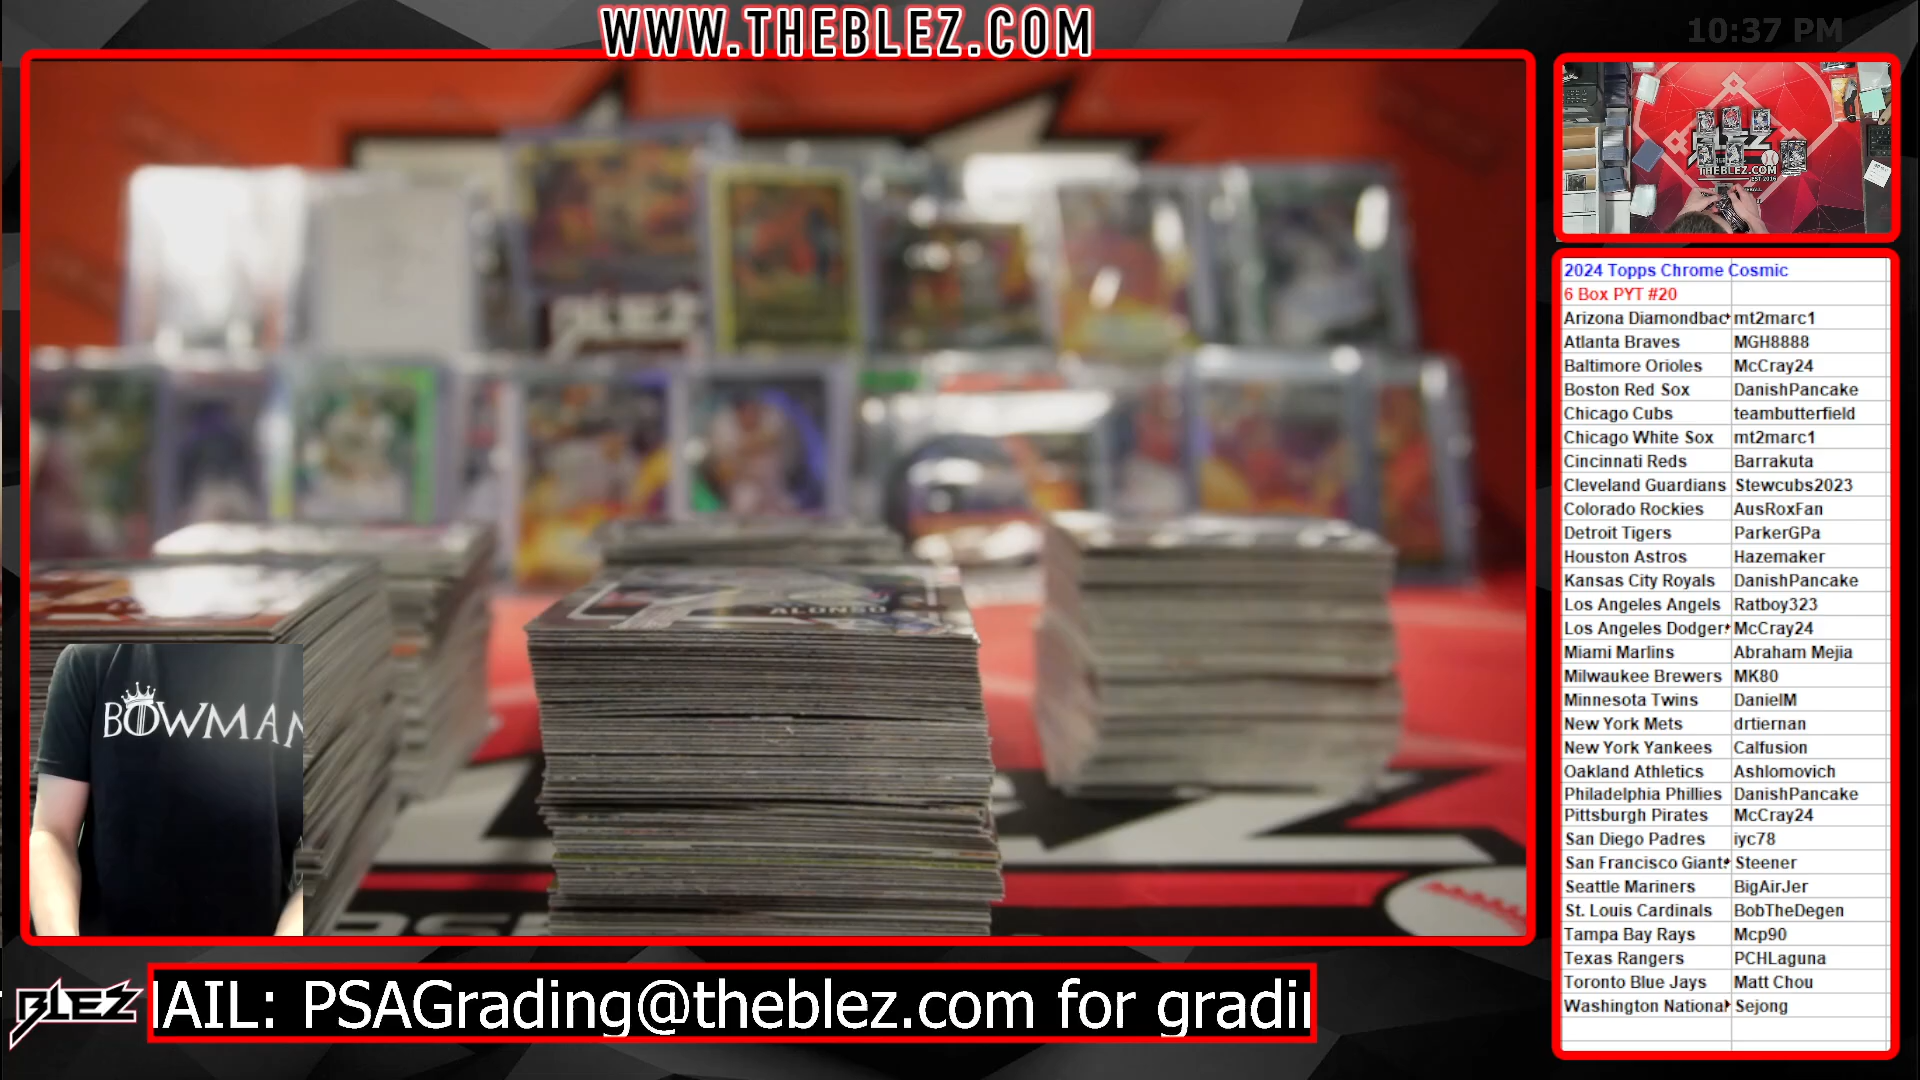 WWW.THEBLEZ.COM
10:37 PM
BLEZ
THEBLEZ.COM
2024 Topps Chrome Cosmic
6 Box PYT #20
Arizona Diamondbac mt2marc1
Atlanta Braves MGH8888
Baltimore Orioles McCray24
Boston Red Sox DanishPancake
Chicago Cubs teambutterfield
Chicago White Sox mt2marc1
Cincinnati Reds Barrakuta
Cleveland Guardians Stewcubs2023
Colorado Rockies AusRoxFan
Detroit Tigers ParkerGPa
Houston Astros Hazemaker
Kansas City Royals DanishPancake
Los Angeles Angels Ratboy323
Los Angeles Dodger McCray24
Miami Marlins Abraham Mejia
Milwaukee Brewers MK80
Minnesota Twins DanielM
New York Mets drtiernan
New York Yankees Calfusion
Oakland Athletics Ashlomovich
Philadelphia Phillies DanishPancake
Pittsburgh Pirates McCray24
San Diego Padres iyc78
San Francisco Giant Steener
Seattle Mariners BigAirJer
St. Louis Cardinals BobTheDegen
Tampa Bay Rays Mcp90
Texas Rangers PCHLaguna
Toronto Blue Jays Matt Chou
Washington Nationa Sejong
BLEZ
ALONSO
BOWMAN
BLEZ
AIL: PSAGrading@theblez.com for gradi